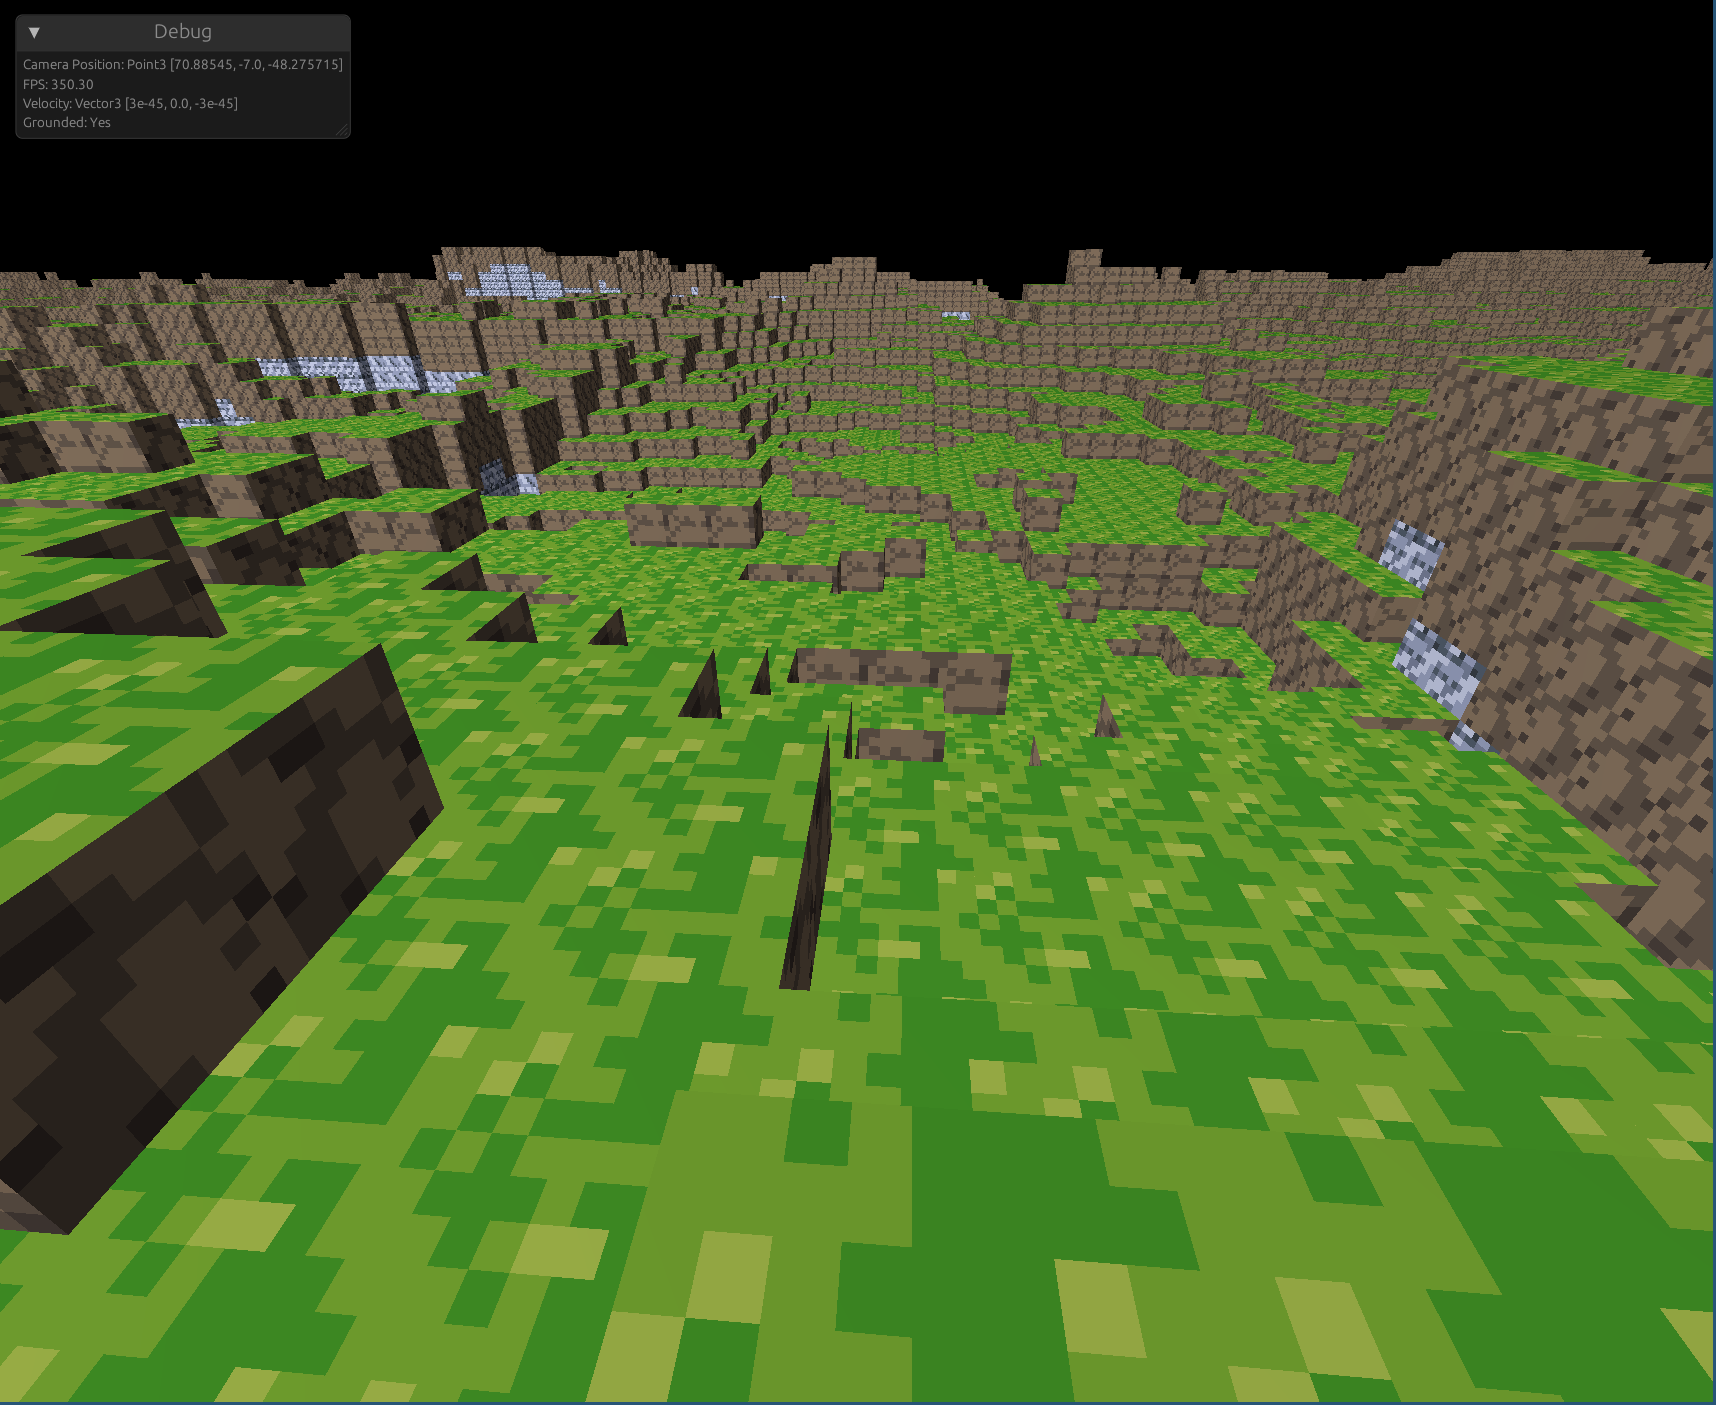 Debug
Camera Position: Point3 [70.88545, -7.0, -48.275715]
FPS: 350.30
Velocity: Vector3 [3e-45, 0.0, -3e-45]
Grounded: Yes